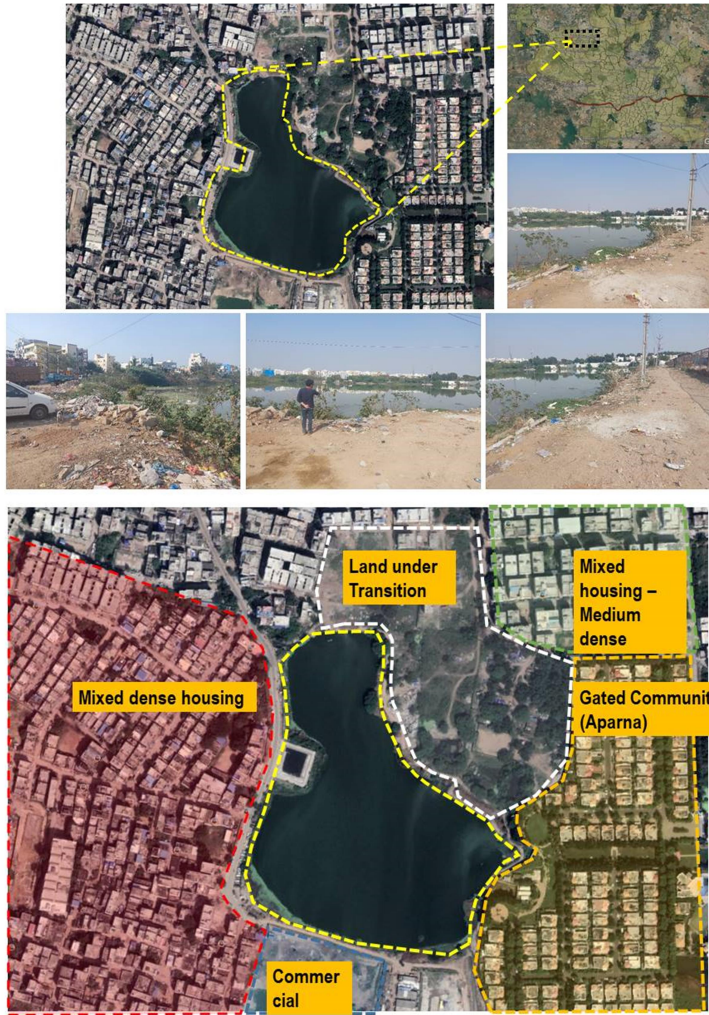 Land under
Transition
Mixed
housing –
Medium
dense
Mixed dense housing
Gated Communit
(Aparna)
Commer
cial